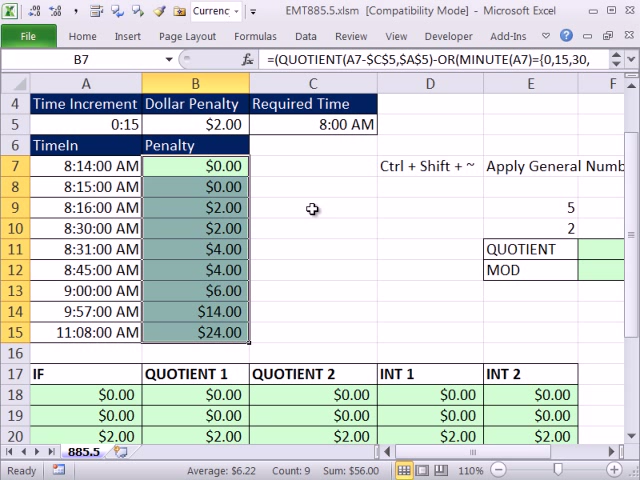 Currenc EMT885.5.xlsm [Compatibility Mode] - Microsoft Excel
File Home Insert Page Layout Formulas Data Review View Developer Add-Ins
B7 fx =(QUOTIENT(A7-$C$5,$A$5)-OR(MINUTE(A7)={0,15,30,
A B C D E F
4 Time Increment Dollar Penalty Required Time
5 0:15 $2.00 8:00 AM
6 TimeIn Penalty
7 8:14:00 AM $0.00 Ctrl + Shift + ~ Apply General Numb
8 8:15:00 AM $0.00
9 8:16:00 AM $2.00 5
10 8:30:00 AM $2.00 2
11 8:31:00 AM $4.00 QUOTIENT
12 8:45:00 AM $4.00 MOD
13 9:00:00 AM $6.00
14 9:57:00 AM $14.00
15 11:08:00 AM $24.00
16
17 IF QUOTIENT 1 QUOTIENT 2 INT 1 INT 2
18 $0.00 $0.00 $0.00 $0.00 $0.00
19 $0.00 $0.00 $0.00 $0.00 $0.00
20 $2.00 $2.00 $2.00 $2.00 $2.00
885.5
Ready Average: $6.22 Count: 9 Sum: $56.00 110%